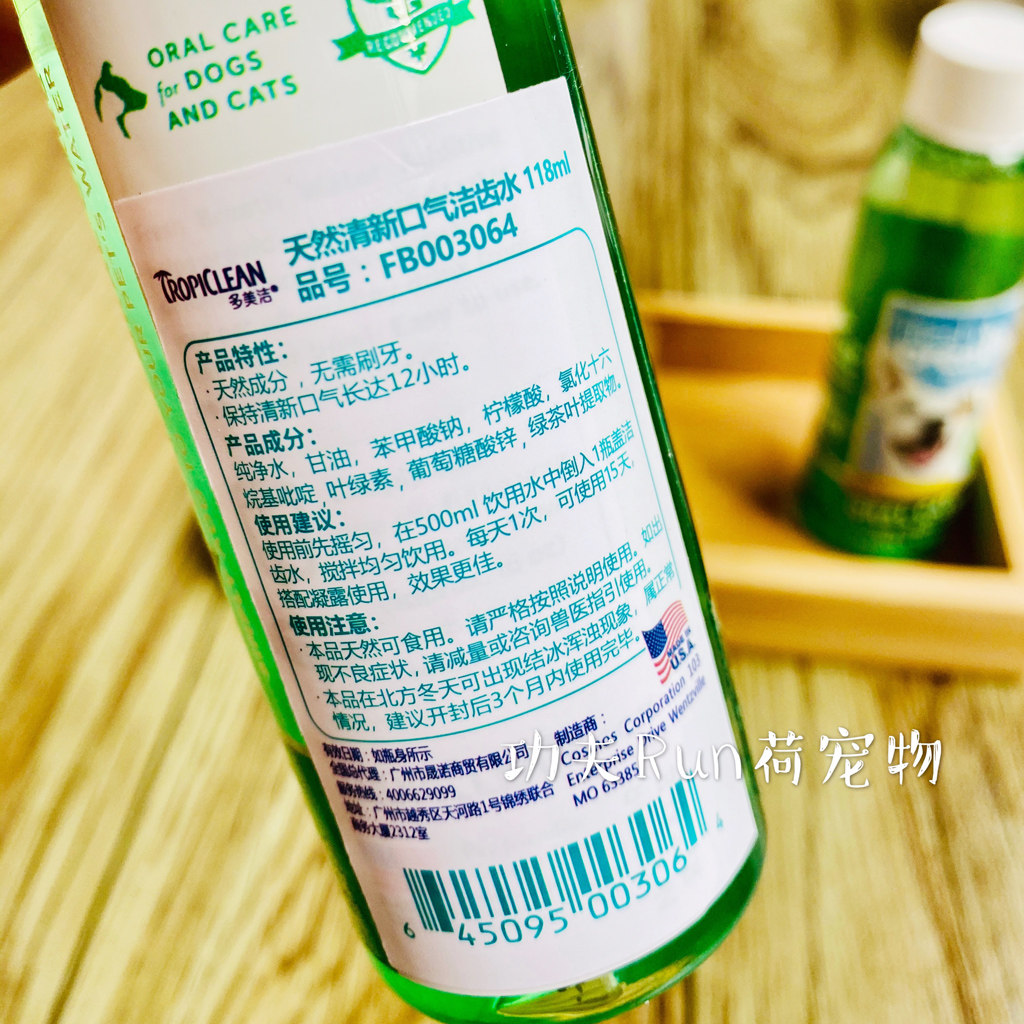 ORAL CARE
for DOGS
AND CATS
RECOMMENDED
TROPICLEAN
多美洁
天然清新口气洁齿水 118ml
品号：FB003064
产品特性：
·天然成分，无需刷牙。
·保持清新口气长达12小时。
产品成分：
纯净水，甘油，苯甲酸钠，柠檬酸，氯化十六
烷基吡啶，叶绿素，葡萄糖酸锌，绿茶叶提取物。
使用建议：
使用前先摇匀，在500ml 饮用水中倒入1瓶盖洁
齿水，搅拌均匀饮用。每天1次，可使用15天，
搭配凝露使用，效果更佳。
使用注意：
·本品天然可食用。请严格按照说明使用。如出
现不良症状，请减量或咨询兽医指引使用。
·本品在北方冬天可出现结冰浑浊现象，属正常
情况，建议开封后3个月内使用完毕。
MADE IN
U.S.A.
有效日期：如瓶身所示
全国总代理：广州市晟诺商贸有限公司
服务热线：4006629099
地址：广州市越秀区天河路1号锦绣联合
商务大厦2312室
制造商：
Corporation 103
Enterprise Drive Wentzville
MO 63385
功夫Run荷宠物
6 45095 00306 4